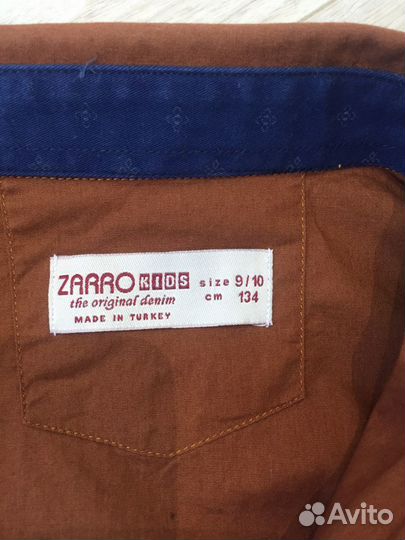 ZARRO KIDS size 9/10
the original denim cm 134
MADE IN TURKEY
Avito